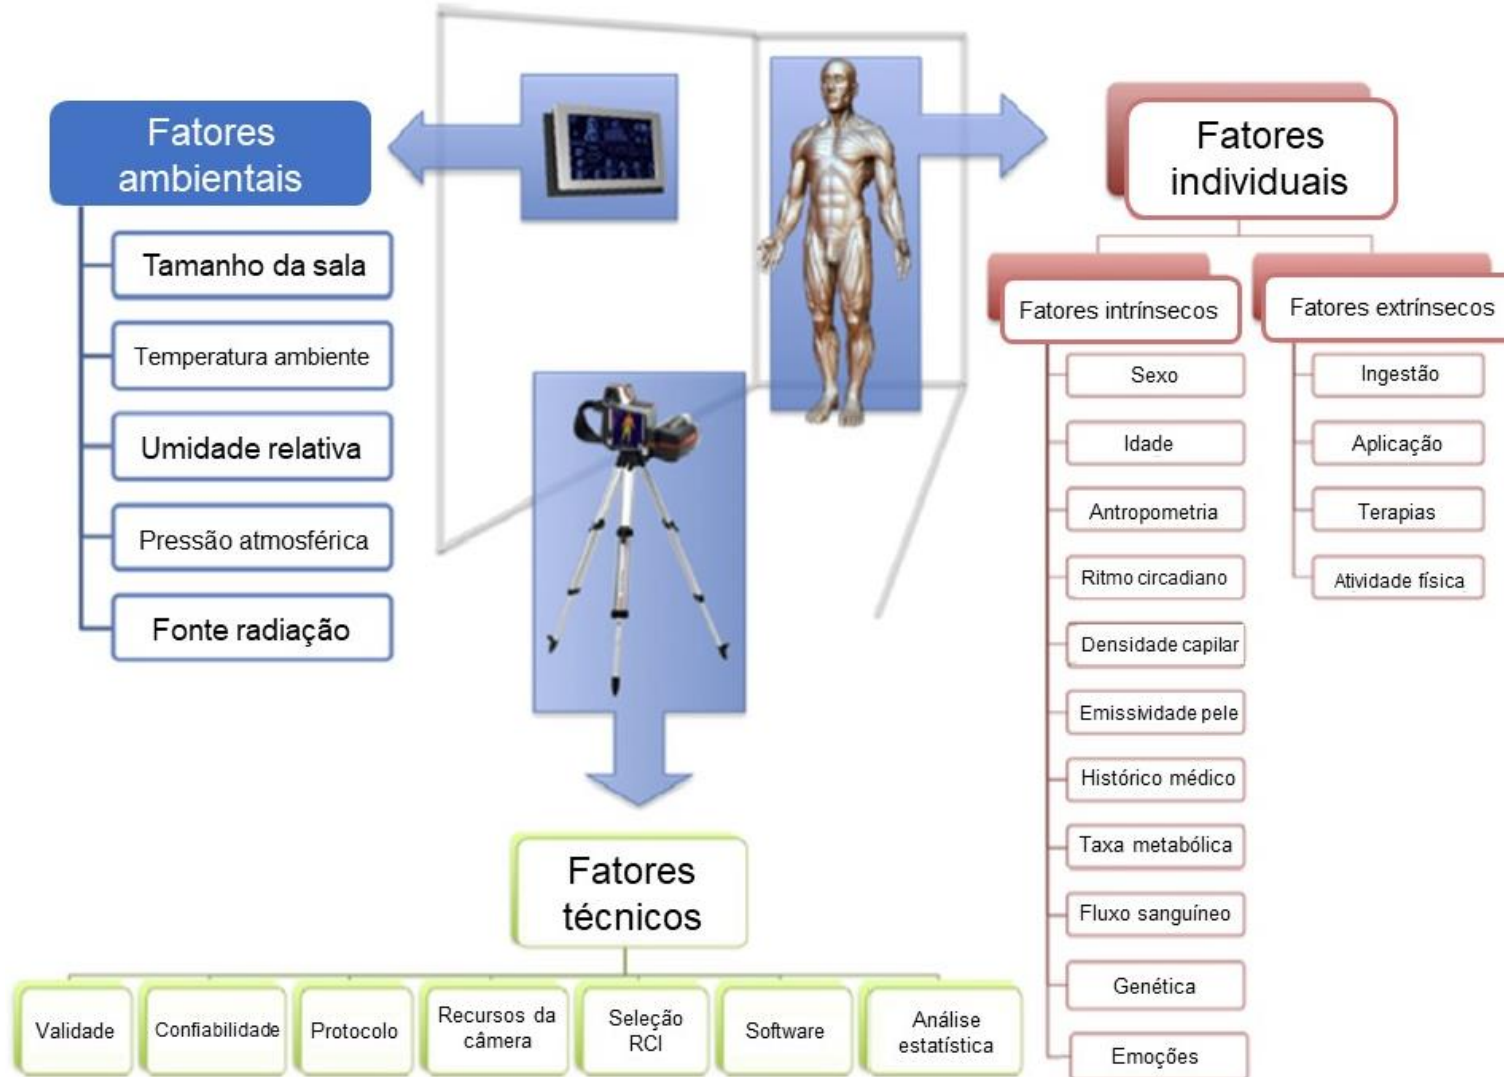 Fatores
ambientais
Tamanho da sala
Temperatura ambiente
Umidade relativa
Pressão atmosférica
Fonte radiação
Fatores
individuais
Fatores intrínsecos
Sexo
Idade
Antropometria
Ritmo circadiano
Densidade capilar
Emissividade pele
Histórico médico
Taxa metabólica
Fluxo sanguíneo
Genética
Emoções
Fatores extrínsecos
Ingestão
Aplicação
Terapias
Atividade física
Fatores
técnicos
Validade
Confiabilidade
Protocolo
Recursos da
câmera
Seleção
RCI
Software
Análise
estatística